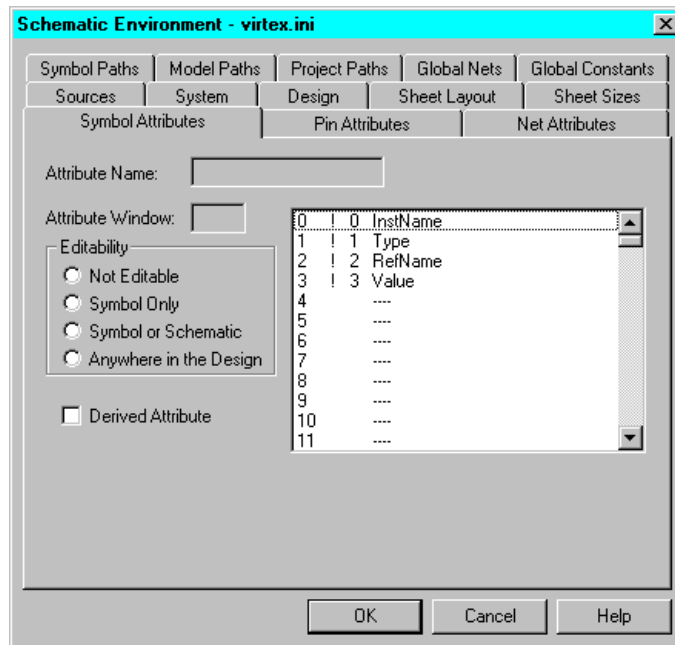 Schematic Environment - virtex.ini
Symbol Paths Model Paths Project Paths Global Nets Global Constants
Sources System Design Sheet Layout Sheet Sizes
Symbol Attributes Pin Attributes Net Attributes
Attribute Name:
Attribute Window:
Editability
Not Editable
Symbol Only
Symbol or Schematic
Anywhere in the Design
Derived Attribute
0 ! 0 InstName
1 ! 1 Type
2 ! 2 RefName
3 ! 3 Value
4 ----
5 ----
6 ----
7 ----
8 ----
9 ----
10 ----
11 ----
OK Cancel Help